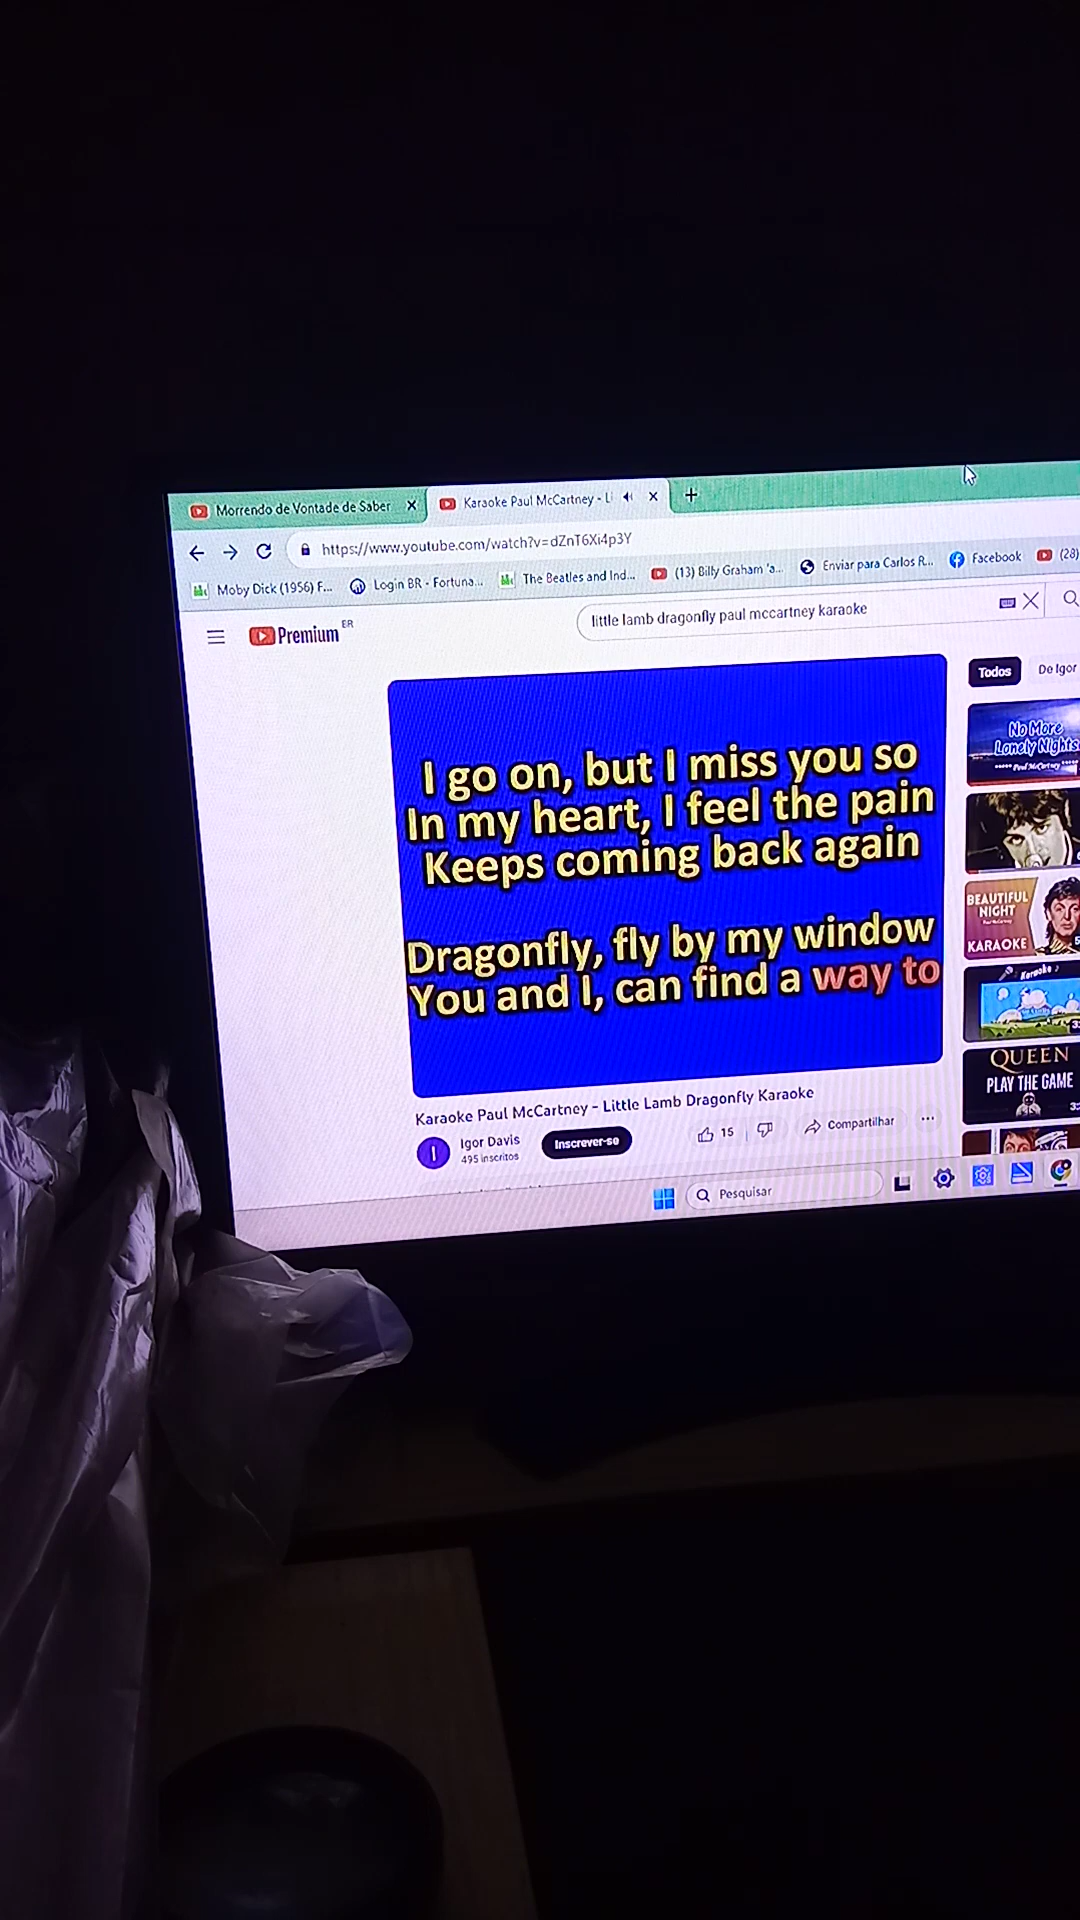 Morrendo de Vontade de Saber
Karaoke Paul McCartney - L
https://www.youtube.com/watch?v=dZnT6Xi4p3Y
Moby Dick (1956) F...
Login BR - Fortuna...
The Beatles and Ind...
(13) Billy Graham 'a...
Enviar para Carlos R...
Facebook
(28)
Premium
little lamb dragonfly paul mccartney karaoke
Todos
De Igor
I go on, but I miss you so
In my heart, I feel the pain
Keeps coming back again
Dragonfly, fly by my window
You and I, can find a way to
No More
Lonely Nights
Paul McCartney
BEAUTIFUL
NIGHT
KARAOKE
Karaoke
QUEEN
PLAY THE GAME
Karaoke Paul McCartney - Little Lamb Dragonfly Karaoke
I
Igor Davis
495 inscritos
Inscrever-se
15
Compartilhar
Pesquisar